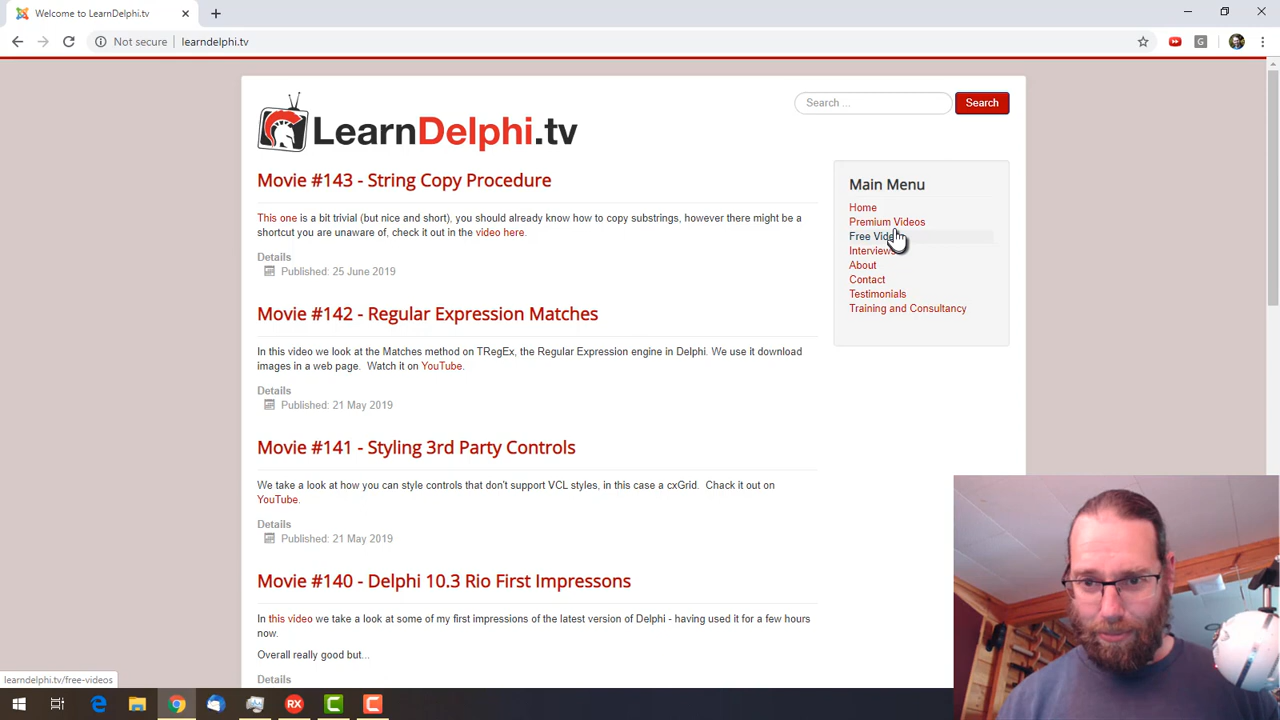 Welcome to LearnDelphi.tv
Not secure
learndelphi.tv
G
LearnDelphi.tv
Search ...
Search
Movie #143 - String Copy Procedure
This one is a bit trivial (but nice and short), you should already know how to copy substrings, however there might be a
shortcut you are unaware of, check it out in the video here.
Details
Published: 25 June 2019
Movie #142 - Regular Expression Matches
In this video we look at the Matches method on TRegEx, the Regular Expression engine in Delphi. We use it download
images in a web page. Watch it on YouTube.
Details
Published: 21 May 2019
Movie #141 - Styling 3rd Party Controls
We take a look at how you can style controls that don't support VCL styles, in this case a cxGrid. Chack it out on
YouTube.
Details
Published: 21 May 2019
Movie #140 - Delphi 10.3 Rio First Impressons
In this video we take a look at some of my first impressions of the latest version of Delphi - having used it for a few hours
now.
Overall really good but...
Details
Main Menu
Home
Premium Videos
Free
Interviews
About
Contact
Testimonials
Training and Consultancy
learndelphi.tv/free-videos
RX
C
C